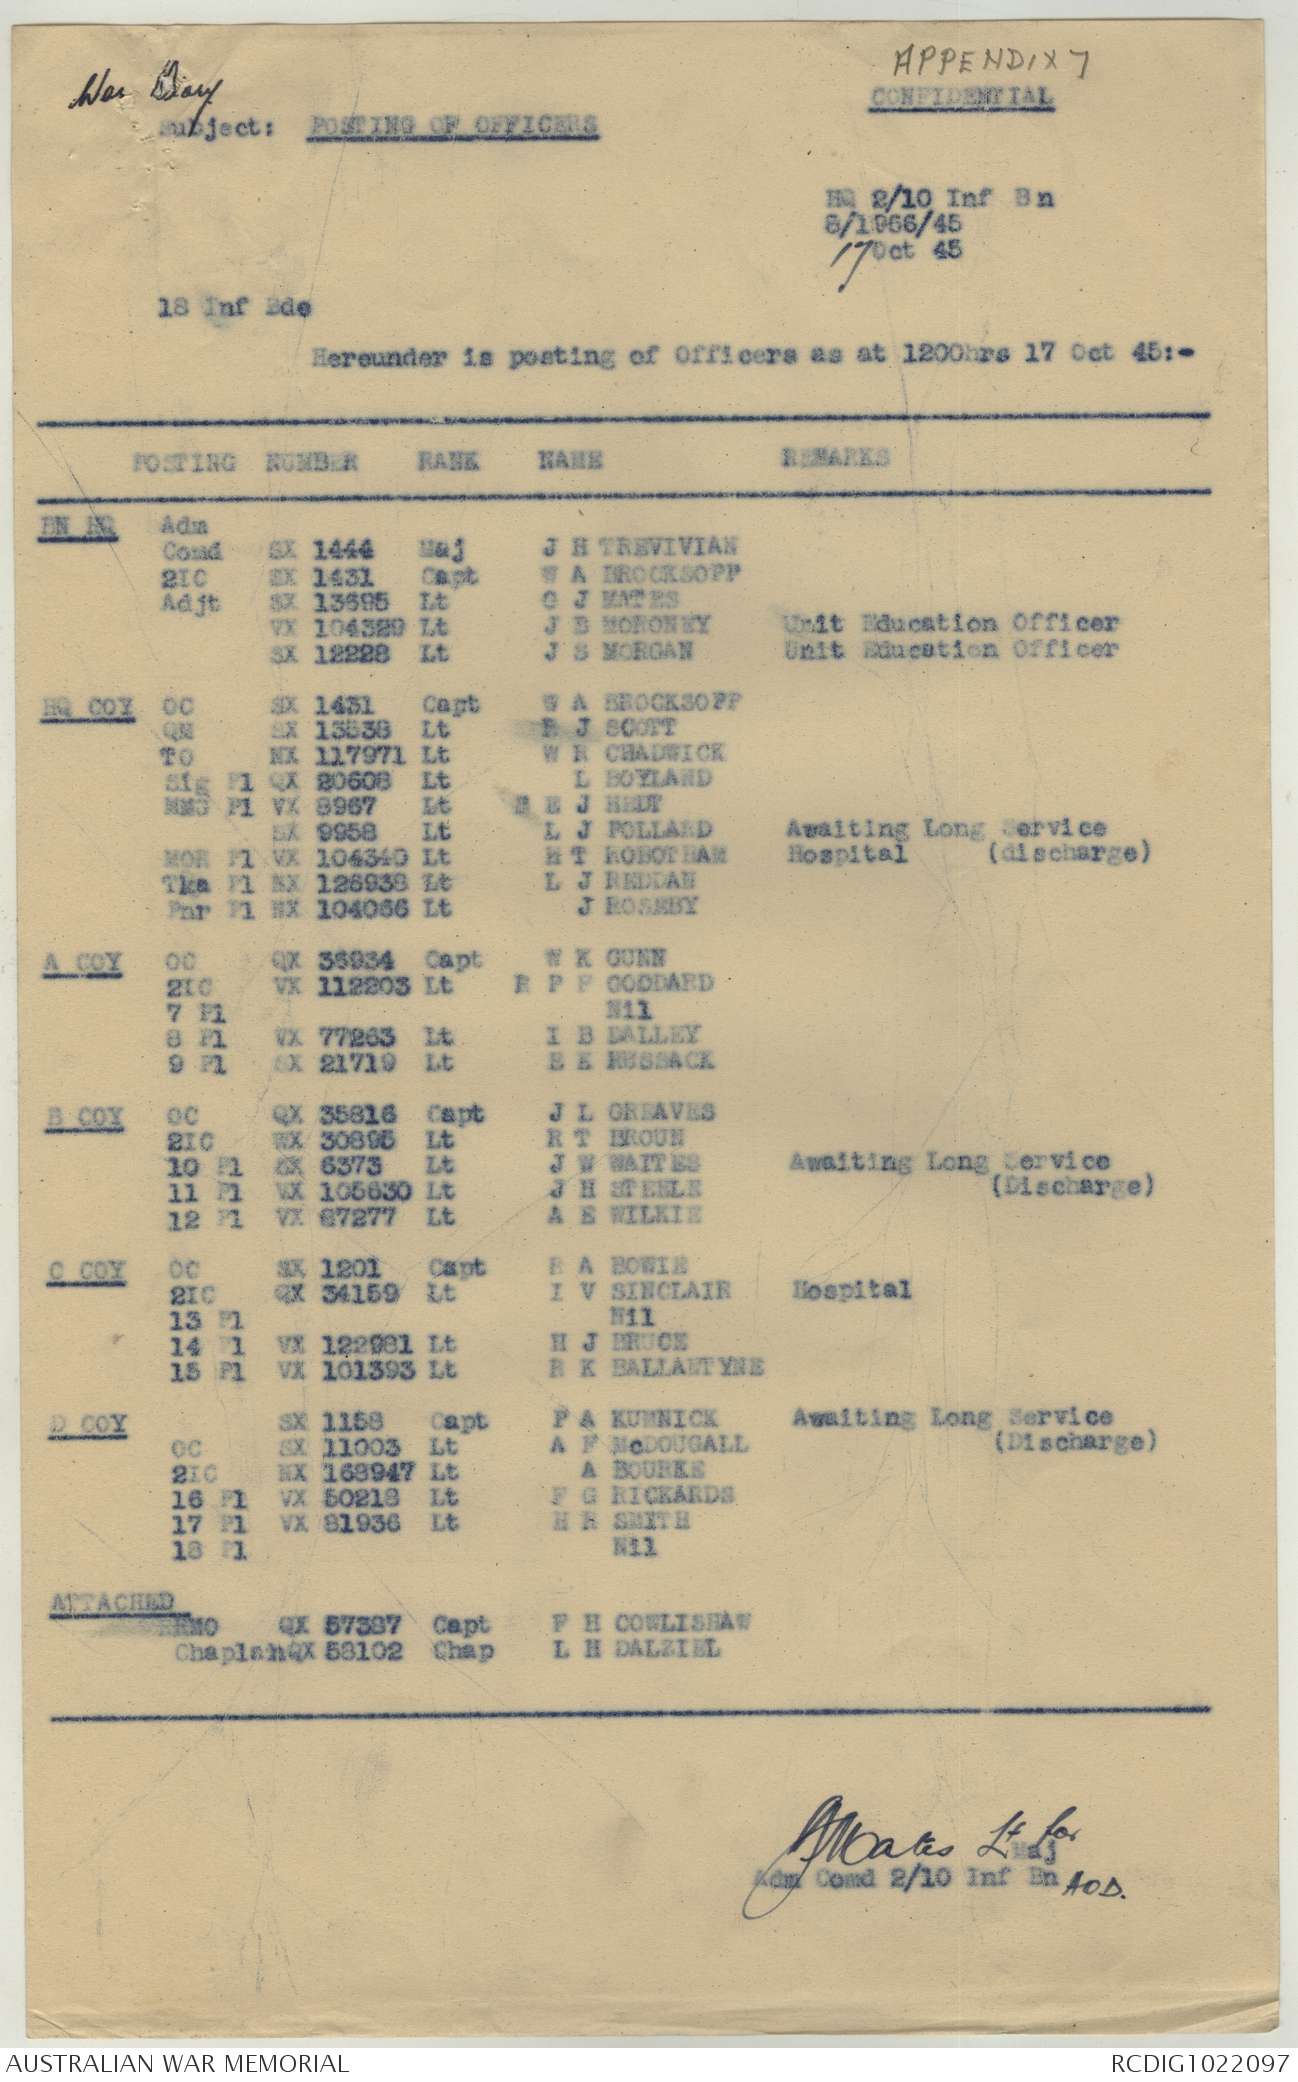 APPENDIX 7
War Diary
CONFIDENTIAL
Subject: POSTING OF OFFICERS
HQ 2/10 Inf Bn
8/1966/45
17 Oct 45
18 Inf Bde
Hereunder is posting of Officers as at 1200hrs 17 Oct 45:-
POSTING NUMBER RANK NAME REMARKS
BN HQ Adm
Comd SX 1444 Maj J H TREVIVIAN
2IC SX 1431 Capt W A BROCKSOPP
Adjt SX 13695 Lt G J MATES
VX 104329 Lt J B MORONEY Unit Education Officer
SX 12228 Lt J S MORGAN Unit Education Officer
HQ COY OC SX 1431 Capt W A BROCKSOPP
QM SX 13538 Lt R J SCOTT
TO NX 117971 Lt W R CHADWICK
Sig Pl QX 20608 Lt L BOYLAND
MMG Pl VX 8967 Lt E J HEDT
SX 9958 Lt L J POLLARD Awaiting Long Service
MOR Pl VX 104340 Lt H T ROBOTHAM Hospital (discharge)
Tka Pl NX 126938 Lt L J REDDAN
Pnr Pl NX 104066 Lt J ROSEBY
A COY OC QX 36934 Capt W K GUNN
2IC VX 112203 Lt R P F GODDARD
7 Pl Nil
8 Pl VX 77263 Lt I B DALLEY
9 Pl SX 21719 Lt E K RUSSACK
B COY OC QX 35816 Capt J L GREAVES
2IC WX 30895 Lt R T BROUN
10 Pl SX 6373 Lt J W WAITES Awaiting Long Service
11 Pl VX 105630 Lt J H STEELE (Discharge)
12 Pl VX 87277 Lt A E WILKIE
C COY OC SX 1201 Capt R A BOWIE
2IC QX 34159 Lt I V SINCLAIR Hospital
13 Pl Nil
14 Pl VX 122981 Lt H J BRUCE
15 Pl VX 101393 Lt R K BALLANTYNE
D COY SX 1158 Capt P A KUMNICK Awaiting Long Service
OC SX 11003 Lt A F McDOUGALL (Discharge)
2IC NX 168947 Lt A BOURKE
16 Pl VX 50218 Lt F G RICKARDS
17 Pl VX 81936 Lt H R SMITH
18 Pl Nil
ATTACHED
RMO QX 57387 Capt F H COWLISHAW
Chaplain QX 58102 Chap L H DALZIEL
GJMates Lt for
Maj
Adm Comd 2/10 Inf Bn AOD.
AUSTRALIAN WAR MEMORIAL RCDIG1022097